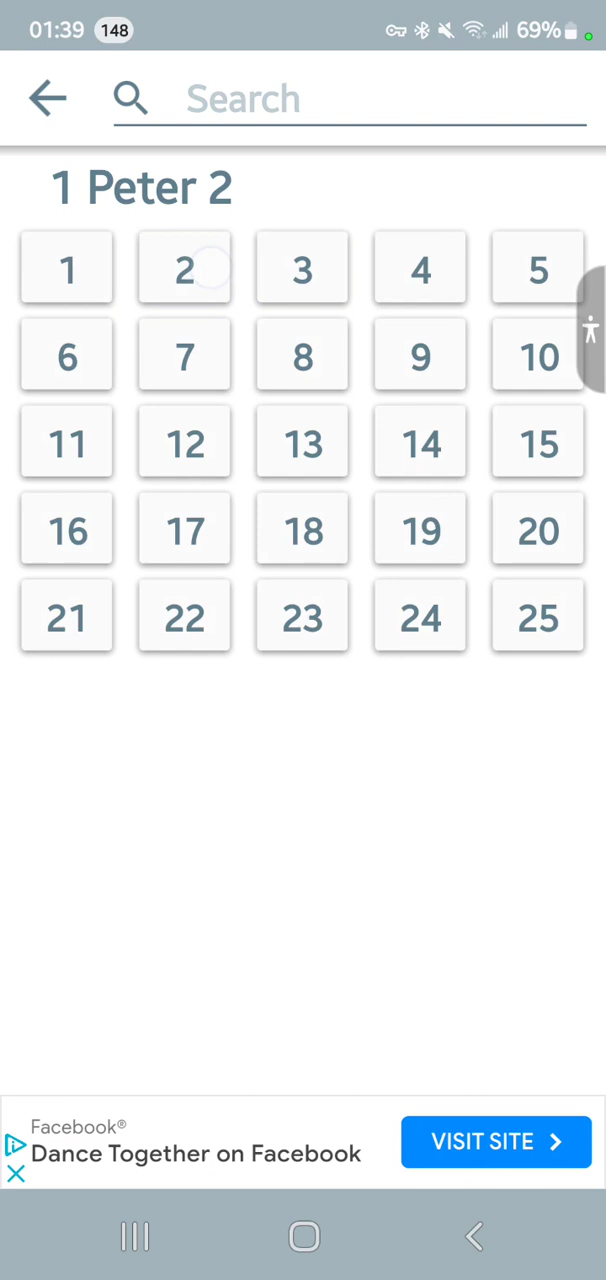 01:39 148 69%
Search
1 Peter 2
1 2 3 4 5
6 7 8 9 10
11 12 13 14 15
16 17 18 19 20
21 22 23 24 25
Facebook®
Dance Together on Facebook
VISIT SITE